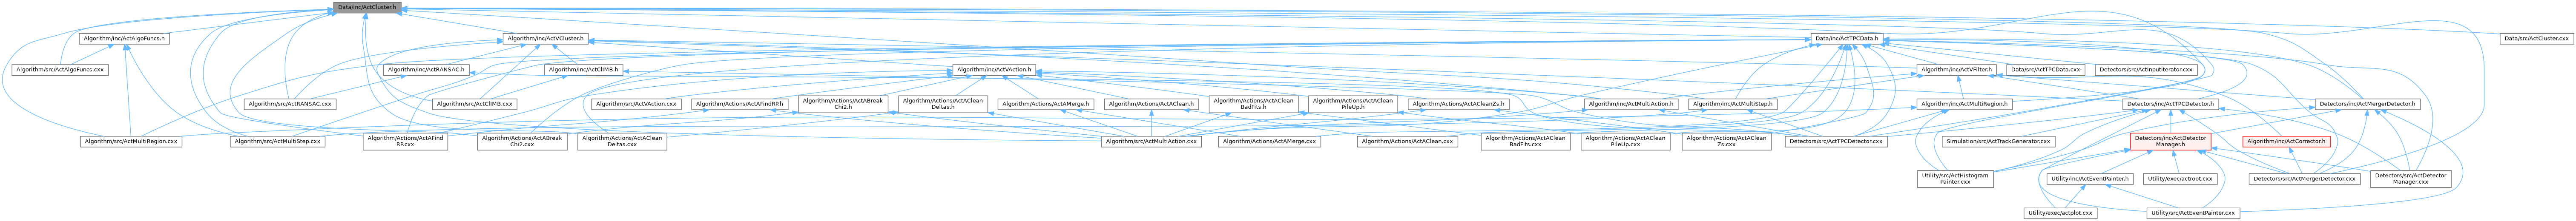 Data/inc/ActCluster.h
Algorithm/inc/ActAlgoFuncs.h
Algorithm/inc/ActVCluster.h
Data/inc/ActTPCData.h
Data/src/ActCluster.cxx
Algorithm/src/ActAlgoFuncs.cxx
Algorithm/inc/ActRANSAC.h
Algorithm/inc/ActCliMB.h
Algorithm/inc/ActVAction.h
Algorithm/inc/ActVFilter.h
Data/src/ActTPCData.cxx
Detectors/src/ActInputIterator.cxx
Algorithm/src/ActRANSAC.cxx
Algorithm/src/ActCliMB.cxx
Algorithm/src/ActVAction.cxx
Algorithm/Actions/ActAFindRP.h
Algorithm/Actions/ActABreak
Chi2.h
Algorithm/Actions/ActAClean
Deltas.h
Algorithm/Actions/ActAMerge.h
Algorithm/Actions/ActAClean.h
Algorithm/Actions/ActAClean
BadFits.h
Algorithm/Actions/ActAClean
PileUp.h
Algorithm/Actions/ActACleanZs.h
Algorithm/inc/ActMultiAction.h
Algorithm/inc/ActMultiStep.h
Algorithm/inc/ActMultiRegion.h
Detectors/inc/ActTPCDetector.h
Detectors/inc/ActMergerDetector.h
Algorithm/src/ActMultiRegion.cxx
Algorithm/src/ActMultiStep.cxx
Algorithm/Actions/ActAFind
RP.cxx
Algorithm/Actions/ActABreak
Chi2.cxx
Algorithm/Actions/ActAClean
Deltas.cxx
Algorithm/src/ActMultiAction.cxx
Algorithm/Actions/ActAMerge.cxx
Algorithm/Actions/ActAClean.cxx
Algorithm/Actions/ActAClean
BadFits.cxx
Algorithm/Actions/ActAClean
PileUp.cxx
Algorithm/Actions/ActAClean
Zs.cxx
Detectors/src/ActTPCDetector.cxx
Simulation/src/ActTrackGenerator.cxx
Detectors/inc/ActDetector
Manager.h
Algorithm/inc/ActCorrector.h
Utility/src/ActHistogram
Painter.cxx
Utility/inc/ActEventPainter.h
Utility/exec/actroot.cxx
Detectors/src/ActMergerDetector.cxx
Detectors/src/ActDetector
Manager.cxx
Utility/exec/actplot.cxx
Utility/src/ActEventPainter.cxx